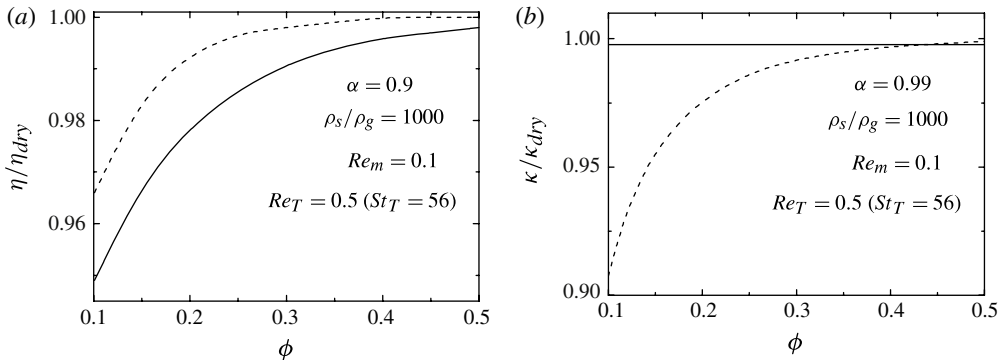 (a)
1.00
0.98
0.96
η/η_dry
α = 0.9
ρ_s/ρ_g = 1000
Re_m = 0.1
Re_T = 0.5 (St_T = 56)
0.1 0.2 0.3 0.4 0.5
ϕ
(b)
1.00
0.95
0.90
κ/κ_dry
α = 0.99
ρ_s/ρ_g = 1000
Re_m = 0.1
Re_T = 0.5 (St_T = 56)
0.1 0.2 0.3 0.4 0.5
ϕ